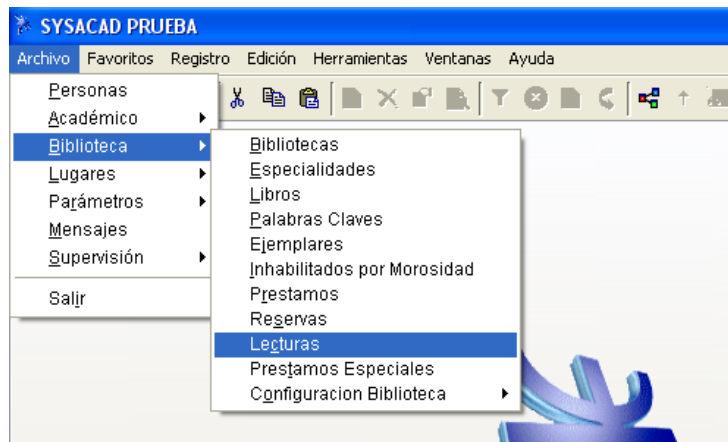 SYSACAD PRUEBA
Archivo Favoritos Registro Edición Herramientas Ventanas Ayuda
Personas
Académico
Biblioteca
Lugares
Parámetros
Mensajes
Supervisión
Salir
Bibliotecas
Especialidades
Libros
Palabras Claves
Ejemplares
Inhabilitados por Morosidad
Prestamos
Reservas
Lecturas
Prestamos Especiales
Configuracion Biblioteca